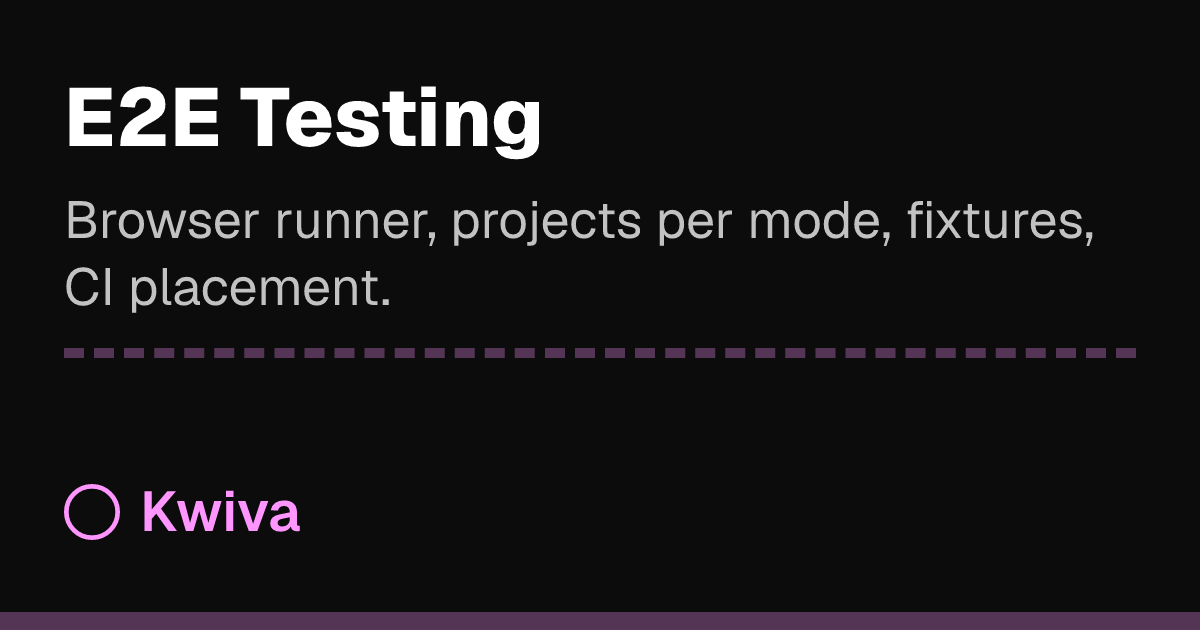 E2E Testing
Browser runner, projects per mode, fixtures,
CI placement.
Kwiva